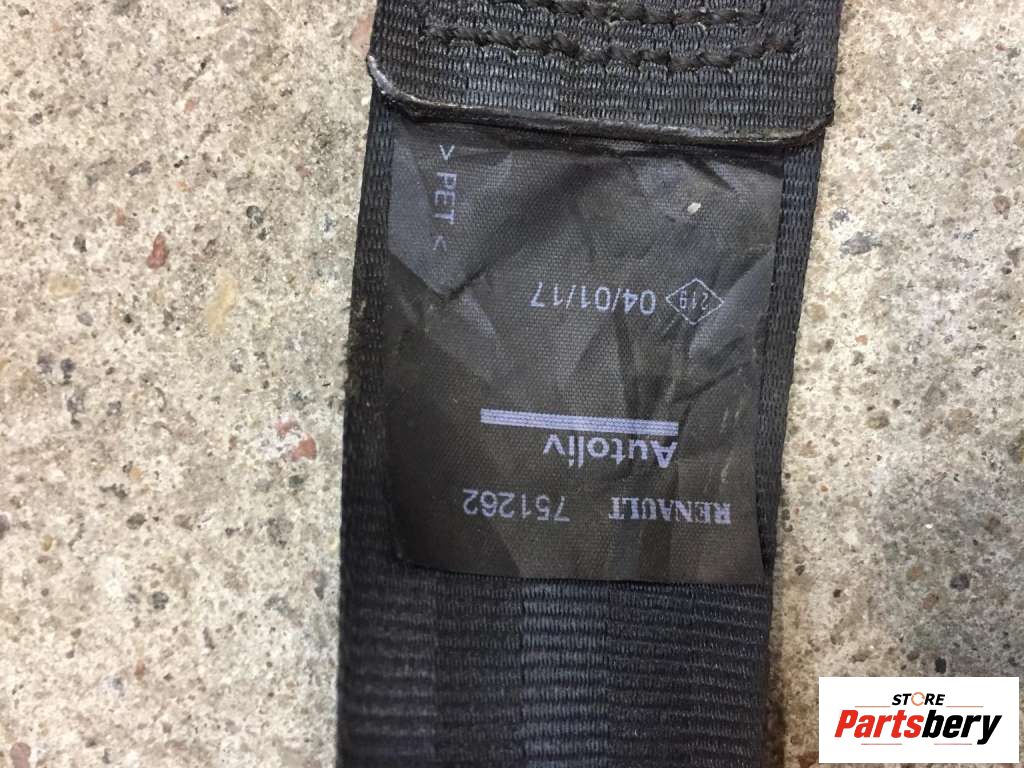 RENAULT 751262
Autoliv
219 04/01/17
> PET <
STORE
Partsbery